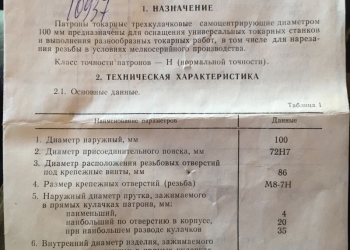 10937
1. НАЗНАЧЕНИЕ
Патроны токарные трехкулачковые самоцентрирующие диаметром
100 мм предназначены для оснащения универсальных токарных станков
и выполнения разнообразных токарных работ, в том числе для нареза-
ния резьбы в условиях мелкосерийного производства.
Класс точности патронов — Н (нормальной точности).
2. ТЕХНИЧЕСКАЯ ХАРАКТЕРИСТИКА
2.1. Основные данные.
Таблица 1
Наименование параметров Данные
1. Диаметр наружный, мм 100
2. Диаметр присоединительного пояска, мм 72Н7
3. Диаметр расположения резьбовых отверстий
под крепежные винты, мм 86
4. Размер крепежных отверстий (резьба) М8-7Н
5. Наружный диаметр прутка, зажимаемого
в прямых кулачках патрона, мм:
наименьший, 4
наибольший по отверстию в корпусе, 20
при наибольшем разводе кулачков 35
6. Внутренний диаметр изделия, зажимаемого